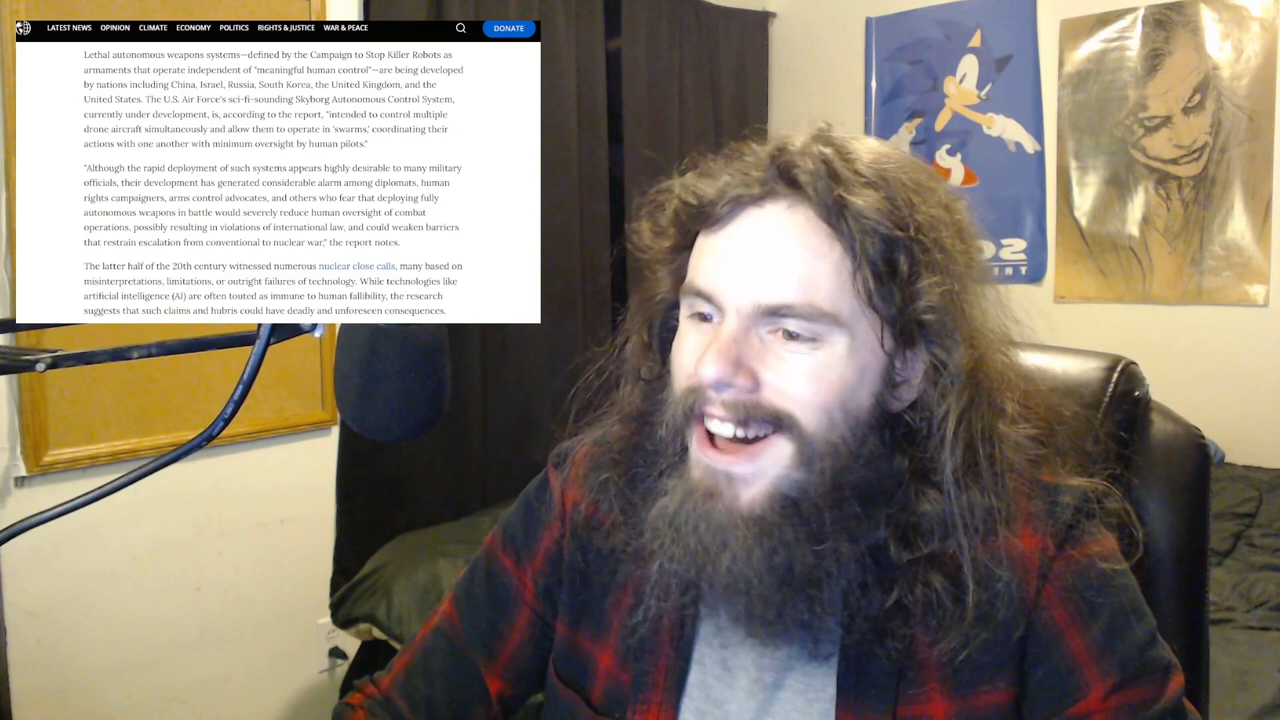 LATEST NEWS OPINION CLIMATE ECONOMY POLITICS RIGHTS & JUSTICE WAR & PEACE DONATE
Lethal autonomous weapons systems—defined by the Campaign to Stop Killer Robots as
armaments that operate independent of "meaningful human control"—are being developed
by nations including China, Israel, Russia, South Korea, the United Kingdom, and the
United States. The U.S. Air Force's sci-fi-sounding Skyborg Autonomous Control System,
currently under development, is, according to the report, "intended to control multiple
drone aircraft simultaneously and allow them to operate in 'swarms,' coordinating their
actions with one another with minimum oversight by human pilots."
"Although the rapid deployment of such systems appears highly desirable to many military
officials, their development has generated considerable alarm among diplomats, human
rights campaigners, arms control advocates, and others who fear that deploying fully
autonomous weapons in battle would severely reduce human oversight of combat
operations, possibly resulting in violations of international law, and could weaken barriers
that restrain escalation from conventional to nuclear war," the report notes.
The latter half of the 20th century witnessed numerous nuclear close calls, many based on
misinterpretations, limitations, or outright failures of technology. While technologies like
artificial intelligence (AI) are often touted as immune to human fallibility, the research
suggests that such claims and hubris could have deadly and unforeseen consequences.